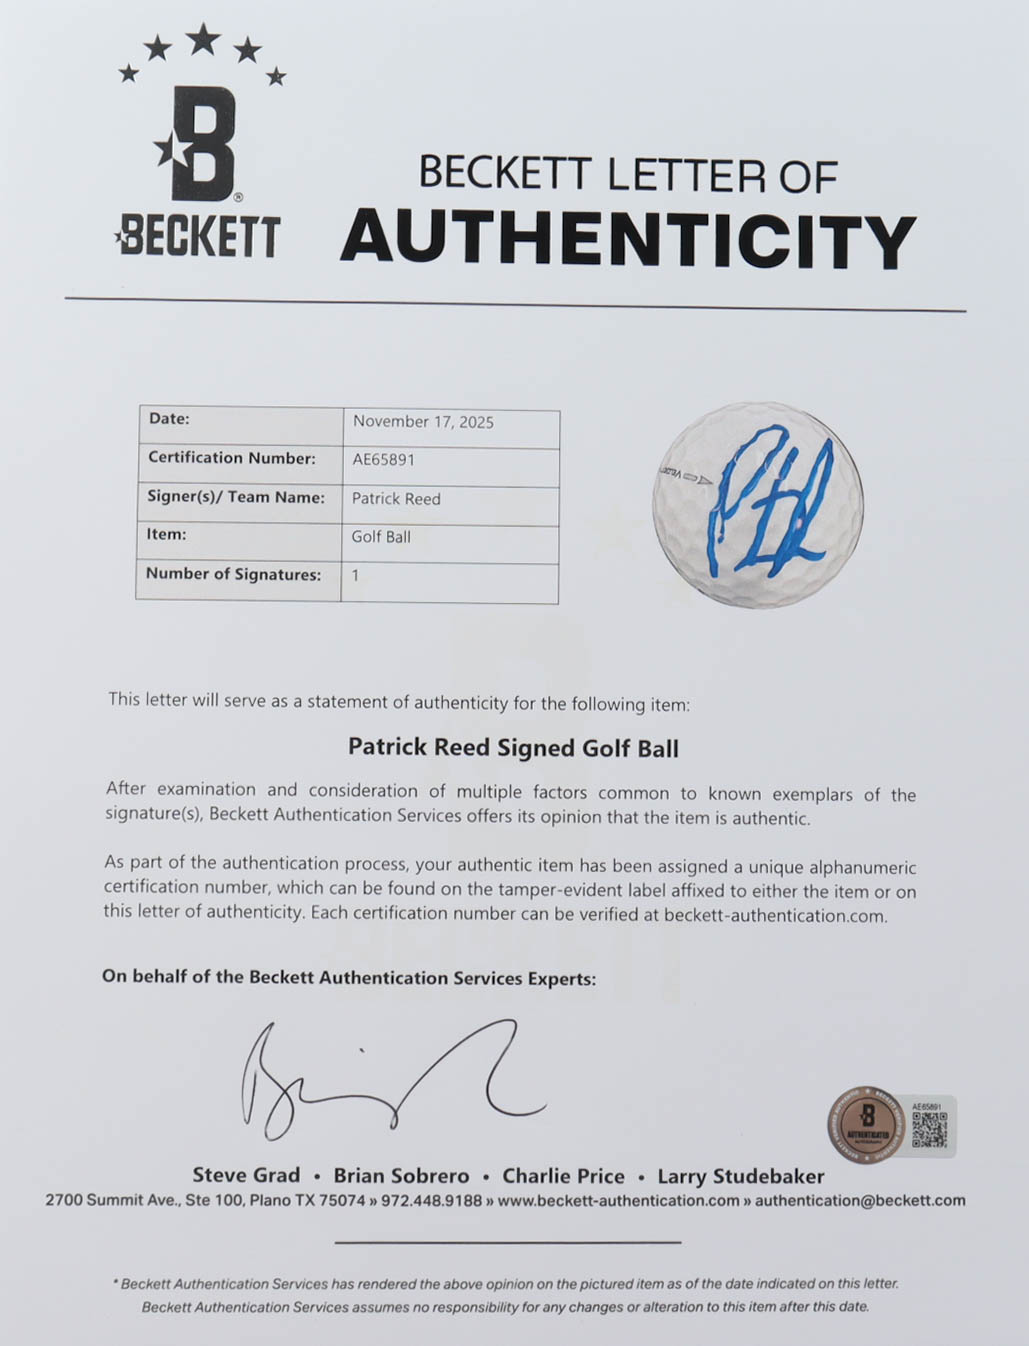 B
BECKETT
BECKETT LETTER OF
AUTHENTICITY
Date: November 17, 2025
Certification Number: AE65891
Signer(s)/ Team Name: Patrick Reed
Item: Golf Ball
Number of Signatures: 1
This letter will serve as a statement of authenticity for the following item:
Patrick Reed Signed Golf Ball
After examination and consideration of multiple factors common to known exemplars of the
signature(s), Beckett Authentication Services offers its opinion that the item is authentic.
As part of the authentication process, your authentic item has been assigned a unique alphanumeric
certification number, which can be found on the tamper-evident label affixed to either the item or on
this letter of authenticity. Each certification number can be verified at beckett-authentication.com.
On behalf of the Beckett Authentication Services Experts:
AE65891
B
AUTHENTICATED
Steve Grad • Brian Sobrero • Charlie Price • Larry Studebaker
2700 Summit Ave., Ste 100, Plano TX 75074 » 972.448.9188 » www.beckett-authentication.com » authentication@beckett.com
* Beckett Authentication Services has rendered the above opinion on the pictured item as of the date indicated on this letter.
Beckett Authentication Services assumes no responsibility for any changes or alteration to this item after this date.